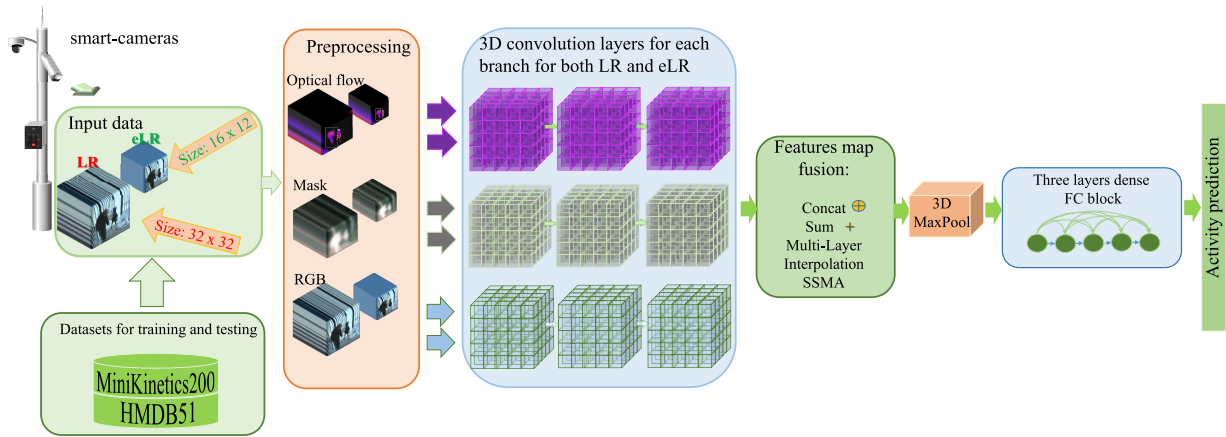 smart-cameras
Input data
eLR
LR
Size: 16 x 12
Size: 32 x 32
Datasets for training and testing
MiniKinetics200
HMDB51
Preprocessing
Optical flow
Mask
RGB
3D convolution layers for each
branch for both LR and eLR
Features map
fusion:
Concat
Sum +
Multi-Layer
Interpolation
SSMA
3D
MaxPool
Three layers dense
FC block
Activity prediction